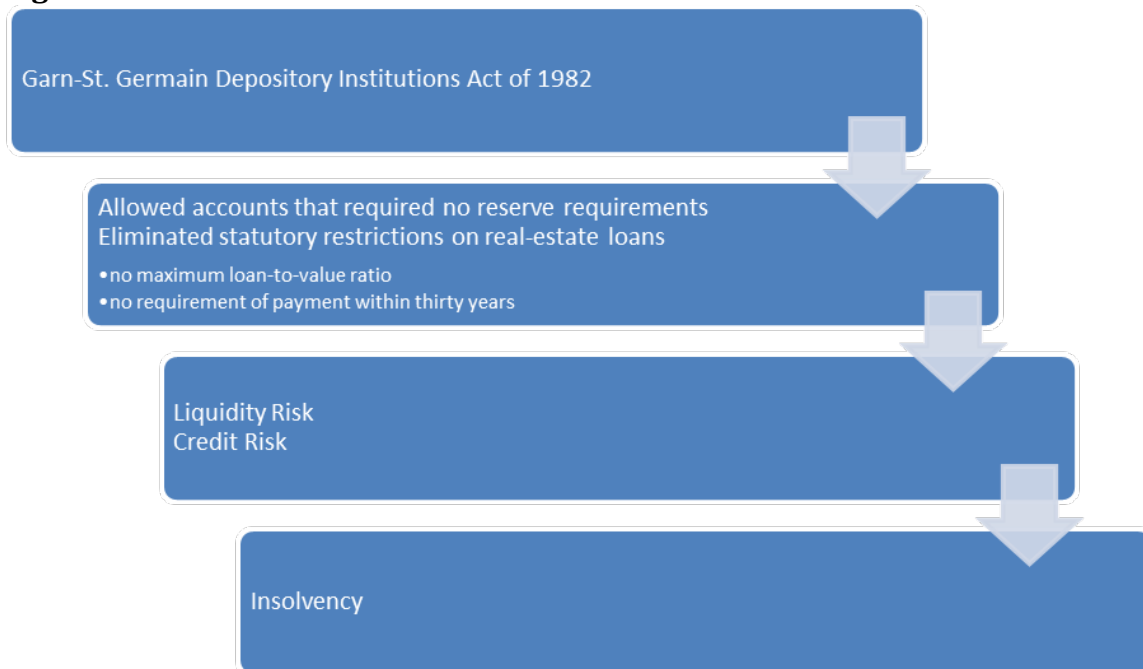 Garn-St. Germain Depository Institutions Act of 1982
Allowed accounts that required no reserve requirements
Eliminated statutory restrictions on real-estate loans
•no maximum loan-to-value ratio
•no requirement of payment within thirty years
Liquidity Risk
Credit Risk
Insolvency